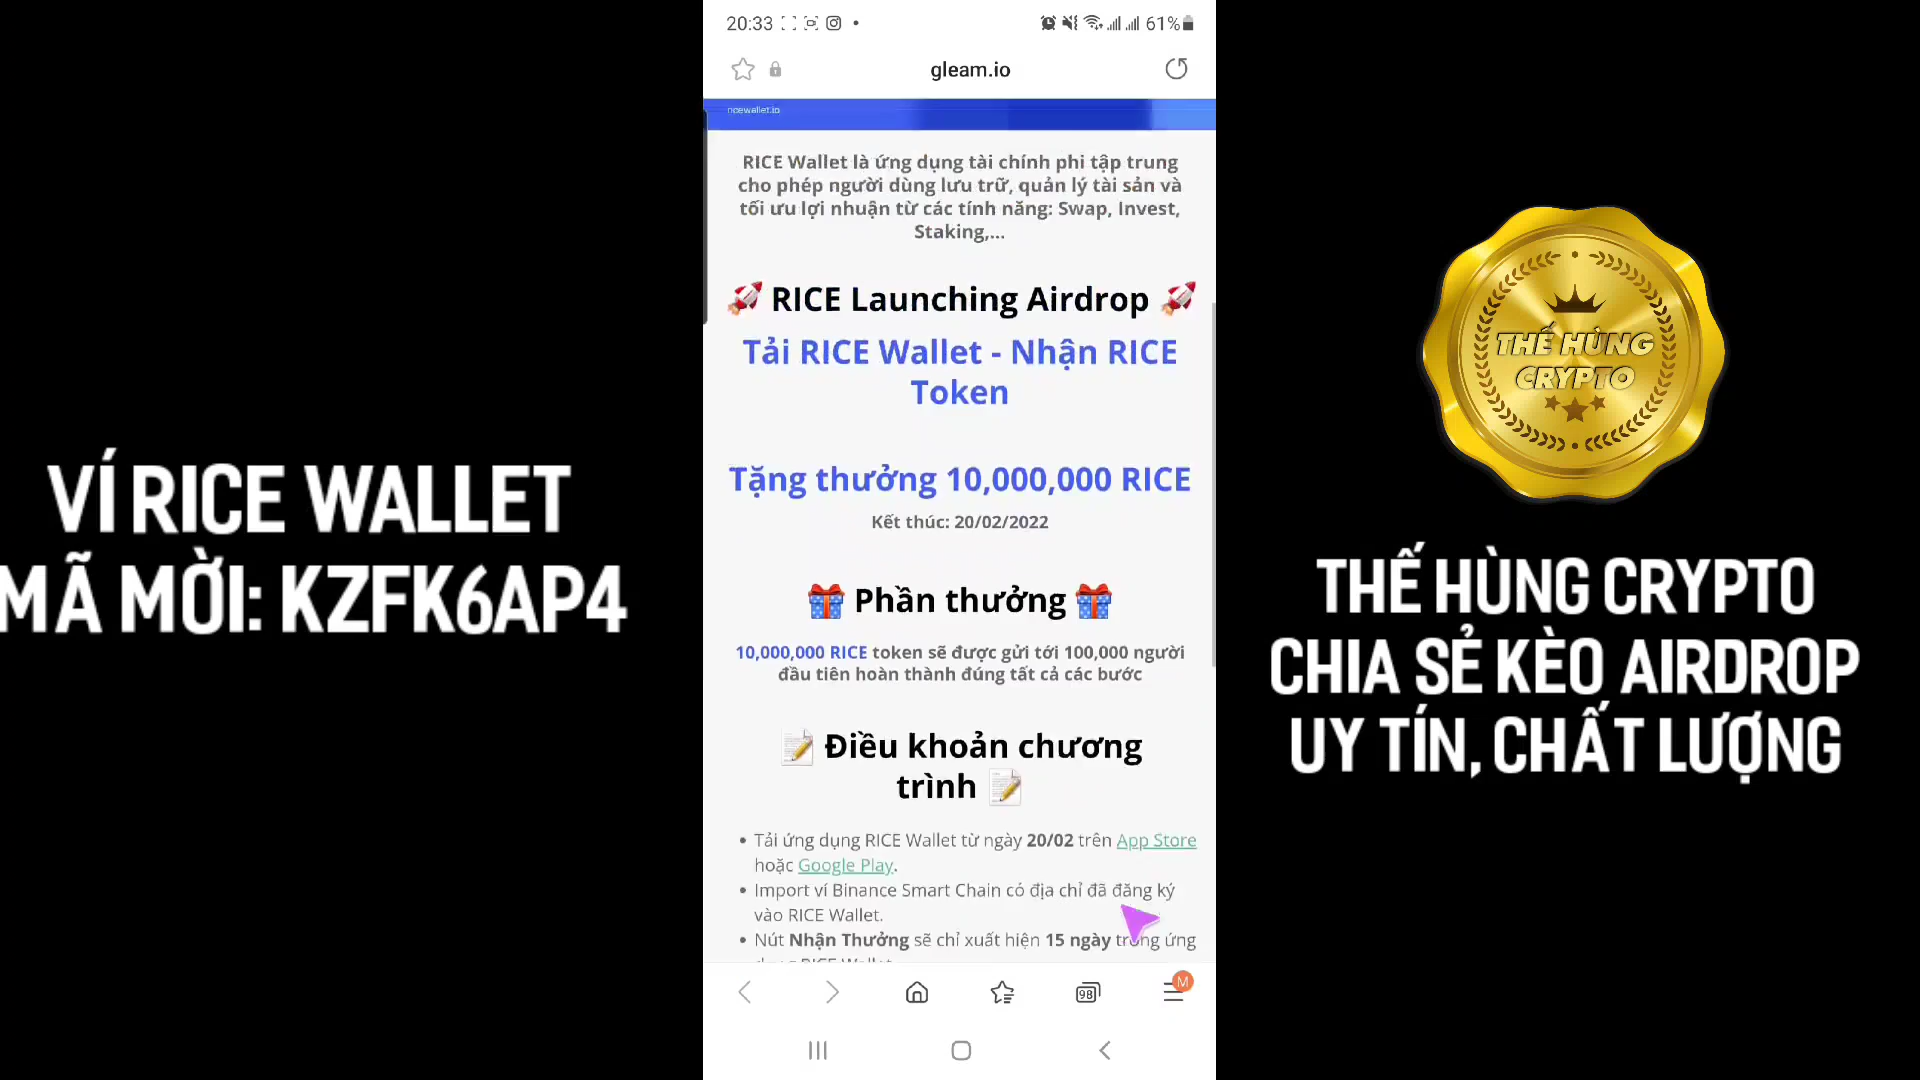 VÍ RICE WALLET
MÃ MỜI: KZFK6AP4
20:33
61%
gleam.io
ricewallet.io
RICE Wallet là ứng dụng tài chính phi tập trung
cho phép người dùng lưu trữ, quản lý tài sản và
tối ưu lợi nhuận từ các tính năng: Swap, Invest,
Staking,...
🚀 RICE Launching Airdrop 🚀
Tải RICE Wallet - Nhận RICE
Token
Tặng thưởng 10,000,000 RICE
Kết thúc: 20/02/2022
🎁 Phần thưởng 🎁
10,000,000 RICE token sẽ được gửi tới 100,000 người
đầu tiên hoàn thành đúng tất cả các bước
📝 Điều khoản chương
trình 📝
• Tải ứng dụng RICE Wallet từ ngày 20/02 trên App Store
hoặc Google Play.
• Import ví Binance Smart Chain có địa chỉ đã đăng ký
vào RICE Wallet.
• Nút Nhận Thưởng sẽ chỉ xuất hiện 15 ngày trong ứng
98
M
THẾ HÙNG
CRYPTO
THẾ HÙNG CRYPTO
CHIA SẺ KÈO AIRDROP
UY TÍN, CHẤT LƯỢNG